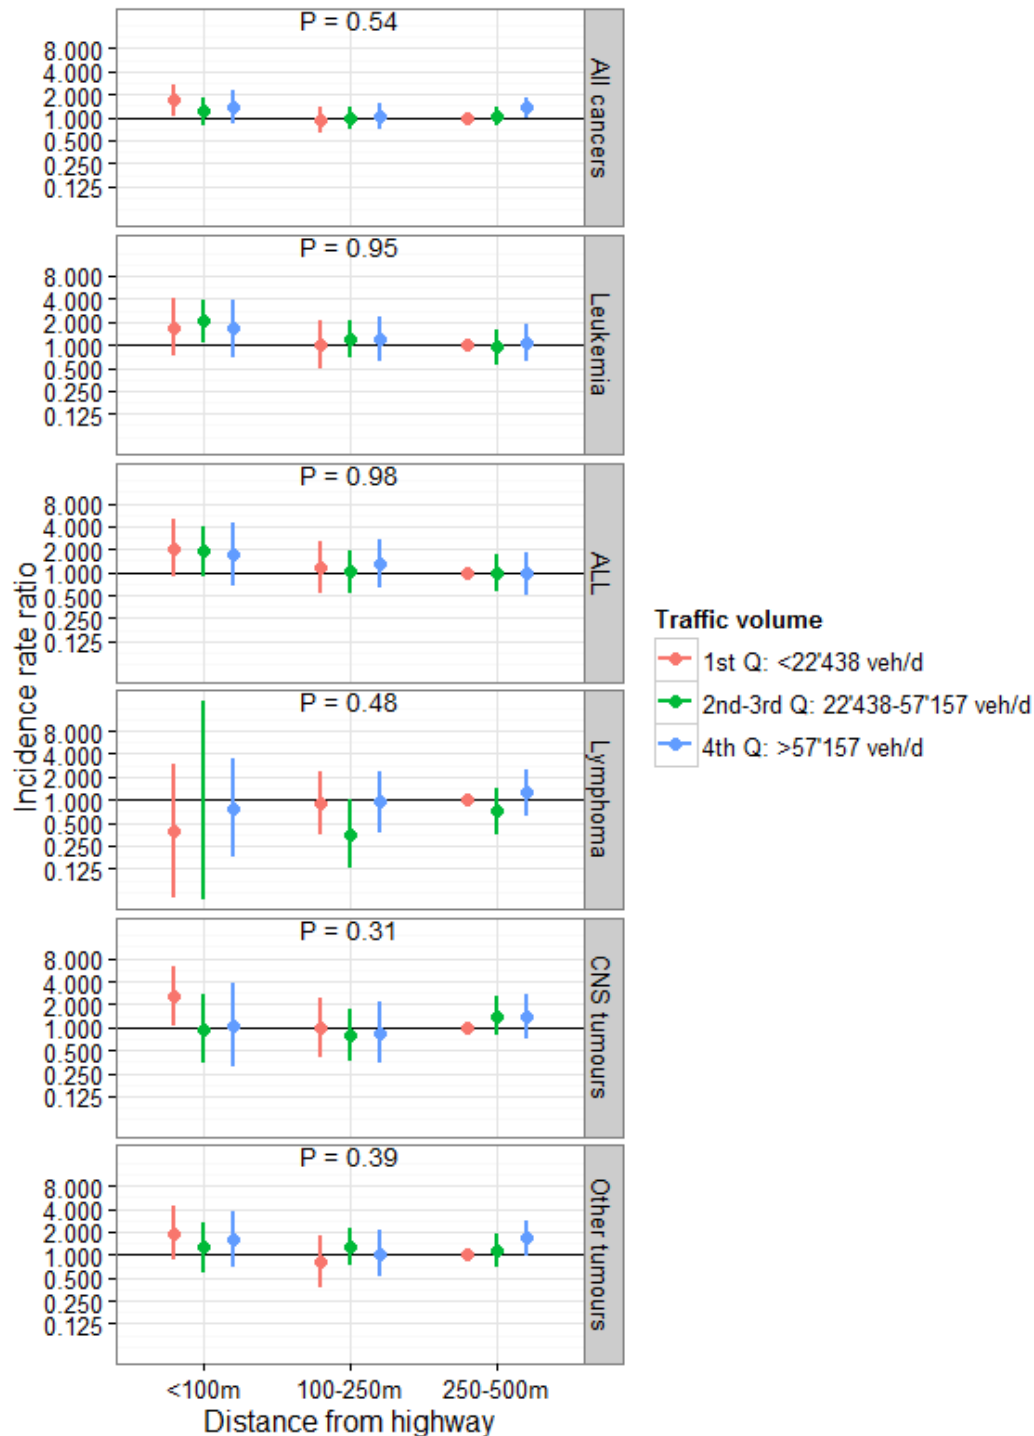 P = 0.54
8.000
4.000
2.000
1.000
0.500
0.250
0.125
All cancers
P = 0.95
8.000
4.000
2.000
1.000
0.500
0.250
0.125
Leukemia
P = 0.98
8.000
4.000
2.000
1.000
0.500
0.250
0.125
ALL
P = 0.48
8.000
4.000
2.000
1.000
0.500
0.250
0.125
Lymphoma
P = 0.31
8.000
4.000
2.000
1.000
0.500
0.250
0.125
CNS tumours
P = 0.39
8.000
4.000
2.000
1.000
0.500
0.250
0.125
Other tumours
Incidence rate ratio
<100m 100-250m 250-500m
Distance from highway
Traffic volume
1st Q: <22'438 veh/d
2nd-3rd Q: 22'438-57'157 veh/d
4th Q: >57'157 veh/d